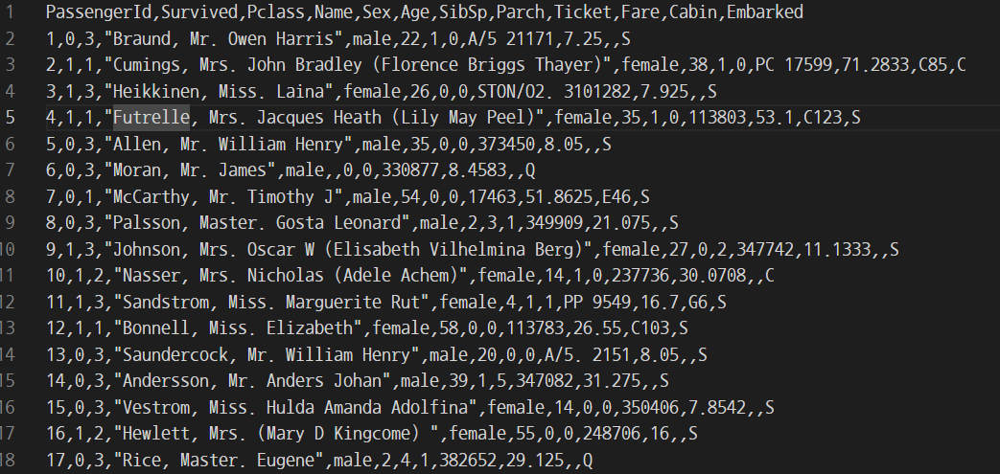 1 PassengerId,Survived,Pclass,Name,Sex,Age,SibSp,Parch,Ticket,Fare,Cabin,Embarked
2 1,0,3,"Braund, Mr. Owen Harris",male,22,1,0,A/5 21171,7.25,,S
3 2,1,1,"Cumings, Mrs. John Bradley (Florence Briggs Thayer)",female,38,1,0,PC 17599,71.2833,C85,C
4 3,1,3,"Heikkinen, Miss. Laina",female,26,0,0,STON/O2. 3101282,7.925,,S
5 4,1,1,"Futrelle, Mrs. Jacques Heath (Lily May Peel)",female,35,1,0,113803,53.1,C123,S
6 5,0,3,"Allen, Mr. William Henry",male,35,0,0,373450,8.05,,S
7 6,0,3,"Moran, Mr. James",male,,0,0,330877,8.4583,,Q
8 7,0,1,"McCarthy, Mr. Timothy J",male,54,0,0,17463,51.8625,E46,S
9 8,0,3,"Palsson, Master. Gosta Leonard",male,2,3,1,349909,21.075,,S
10 9,1,3,"Johnson, Mrs. Oscar W (Elisabeth Vilhelmina Berg)",female,27,0,2,347742,11.1333,,S
11 10,1,2,"Nasser, Mrs. Nicholas (Adele Achem)",female,14,1,0,237736,30.0708,,C
12 11,1,3,"Sandstrom, Miss. Marguerite Rut",female,4,1,1,PP 9549,16.7,G6,S
13 12,1,1,"Bonnell, Miss. Elizabeth",female,58,0,0,113783,26.55,C103,S
14 13,0,3,"Saundercock, Mr. William Henry",male,20,0,0,A/5. 2151,8.05,,S
15 14,0,3,"Andersson, Mr. Anders Johan",male,39,1,5,347082,31.275,,S
16 15,0,3,"Vestrom, Miss. Hulda Amanda Adolfina",female,14,0,0,350406,7.8542,,S
17 16,1,2,"Hewlett, Mrs. (Mary D Kingcome) ",female,55,0,0,248706,16,,S
18 17,0,3,"Rice, Master. Eugene",male,2,4,1,382652,29.125,,Q